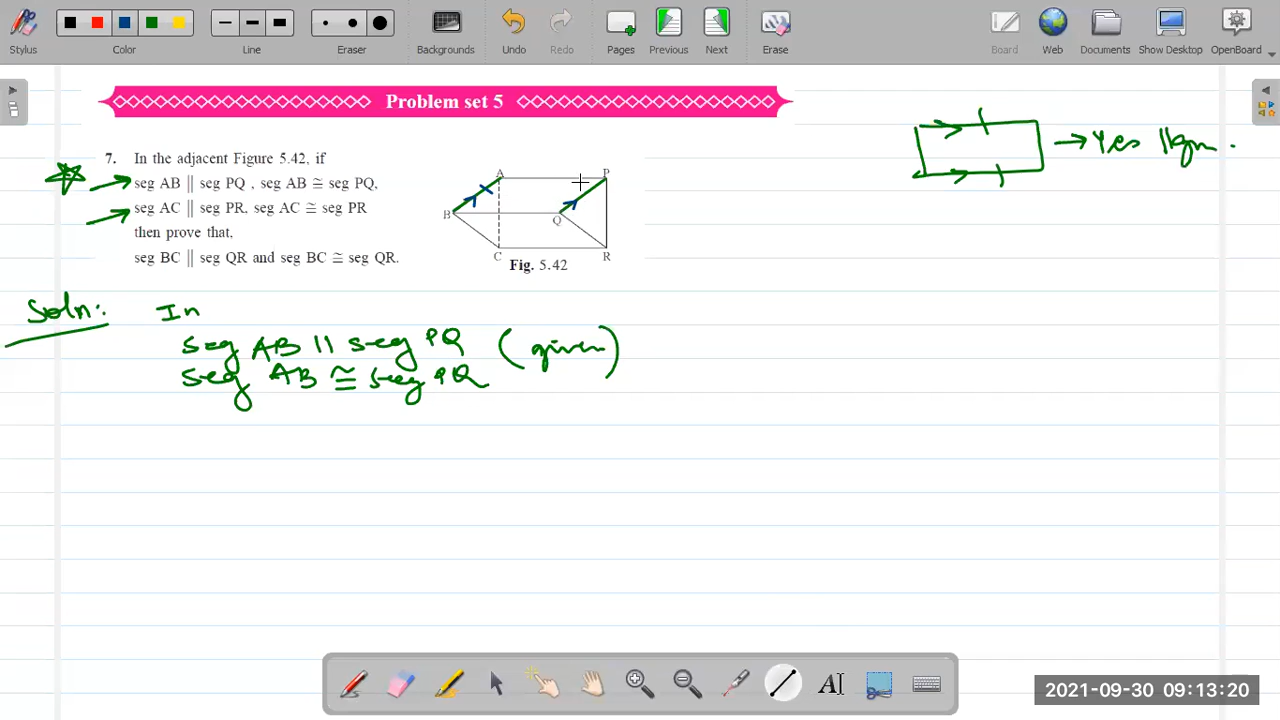 Stylus Color Line Eraser Backgrounds Undo Redo Pages Previous Next Erase Board Web Documents Show Desktop OpenBoard
Problem set 5
7. In the adjacent Figure 5.42, if
seg AB || seg PQ , seg AB ≅ seg PQ,
seg AC || seg PR, seg AC ≅ seg PR
then prove that,
seg BC || seg QR and seg BC ≅ seg QR.
A P
B Q
C R
Fig. 5.42
→ Yes ||gm.
Soln: In
seg AB || seg PQ (given)
seg AB ≅ seg PQ
2021-09-30 09:13:20